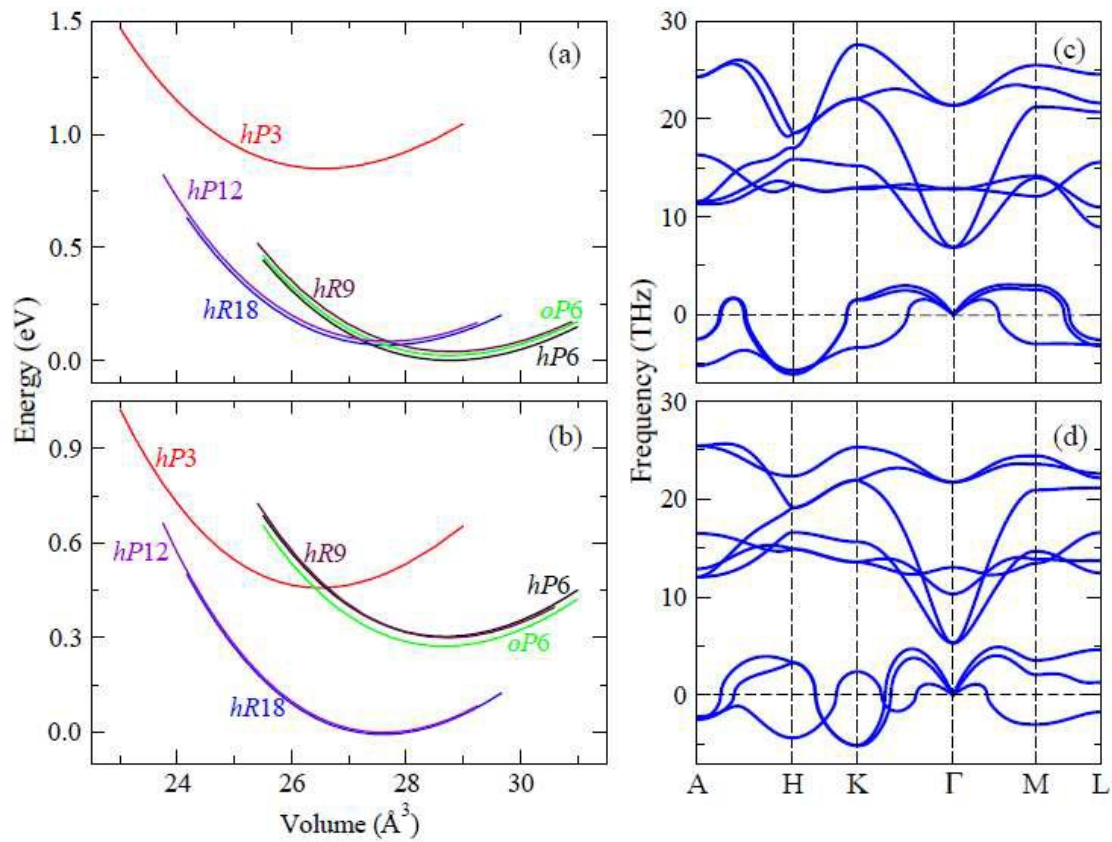 1.5
1.0
0.5
0.0
(a)
hP3
hP12
hR9
hR18
oP6
hP6
Energy (eV)
0.9
0.6
0.3
0.0
(b)
hP3
hP12
hR9
hP6
oP6
hR18
24 26 28 30
Volume (Å³)
30
20
10
0
(c)
Frequency (THz)
30
20
10
0
(d)
A H K Γ M L